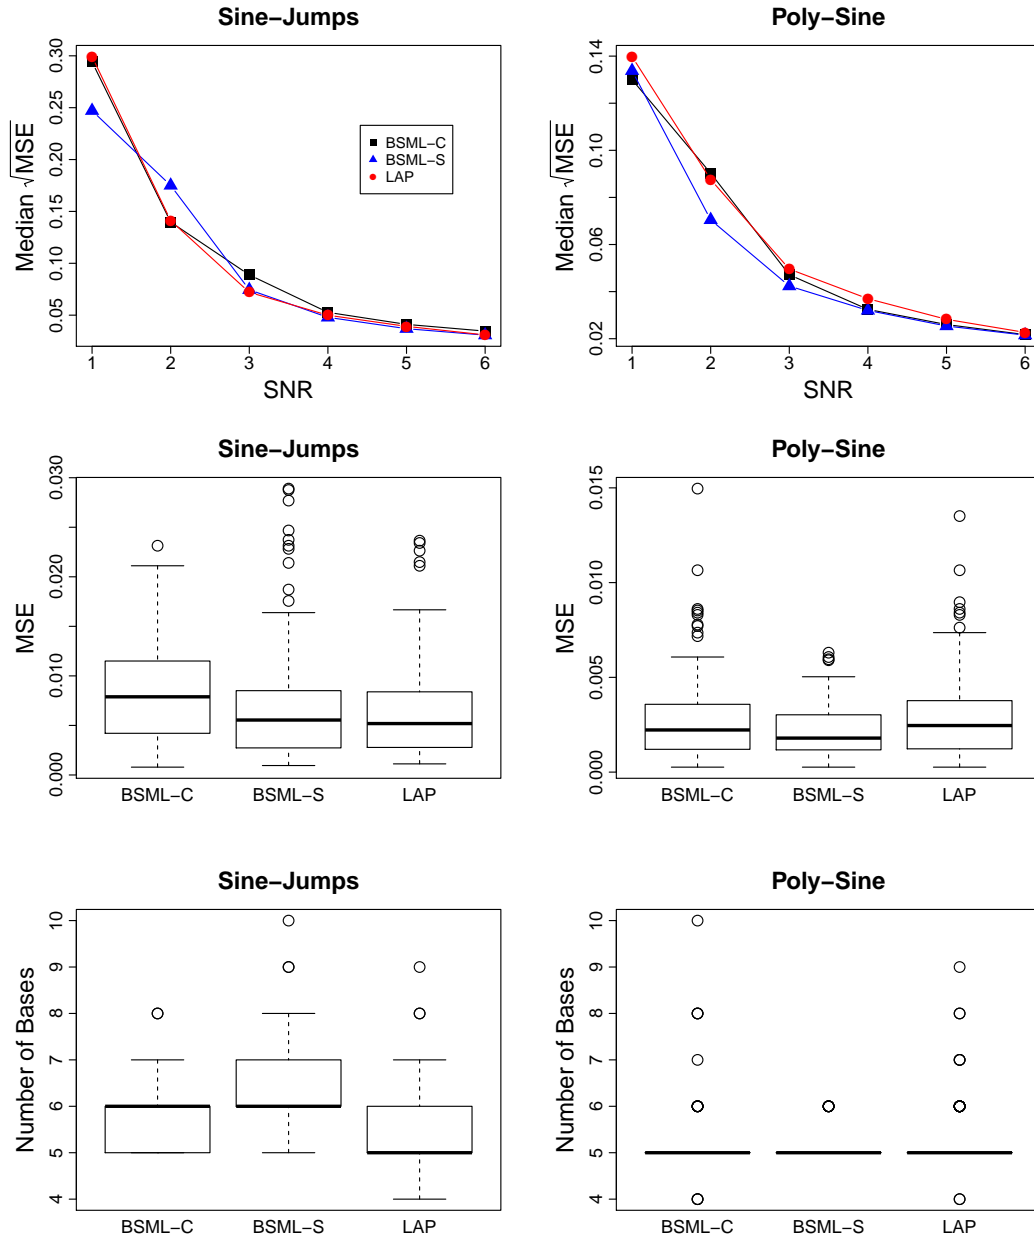 Sine−Jumps
Median √MSE
0.05 0.10 0.15 0.20 0.25 0.30
BSML−C
BSML−S
LAP
1 2 3 4 5 6
SNR
Poly−Sine
Median √MSE
0.02 0.06 0.10 0.14
1 2 3 4 5 6
SNR
Sine−Jumps
MSE
0.000 0.010 0.020 0.030
BSML−C BSML−S LAP
Poly−Sine
MSE
0.000 0.005 0.010 0.015
BSML−C BSML−S LAP
Sine−Jumps
Number of Bases
4 5 6 7 8 9 10
BSML−C BSML−S LAP
Poly−Sine
Number of Bases
4 5 6 7 8 9 10
BSML−C BSML−S LAP